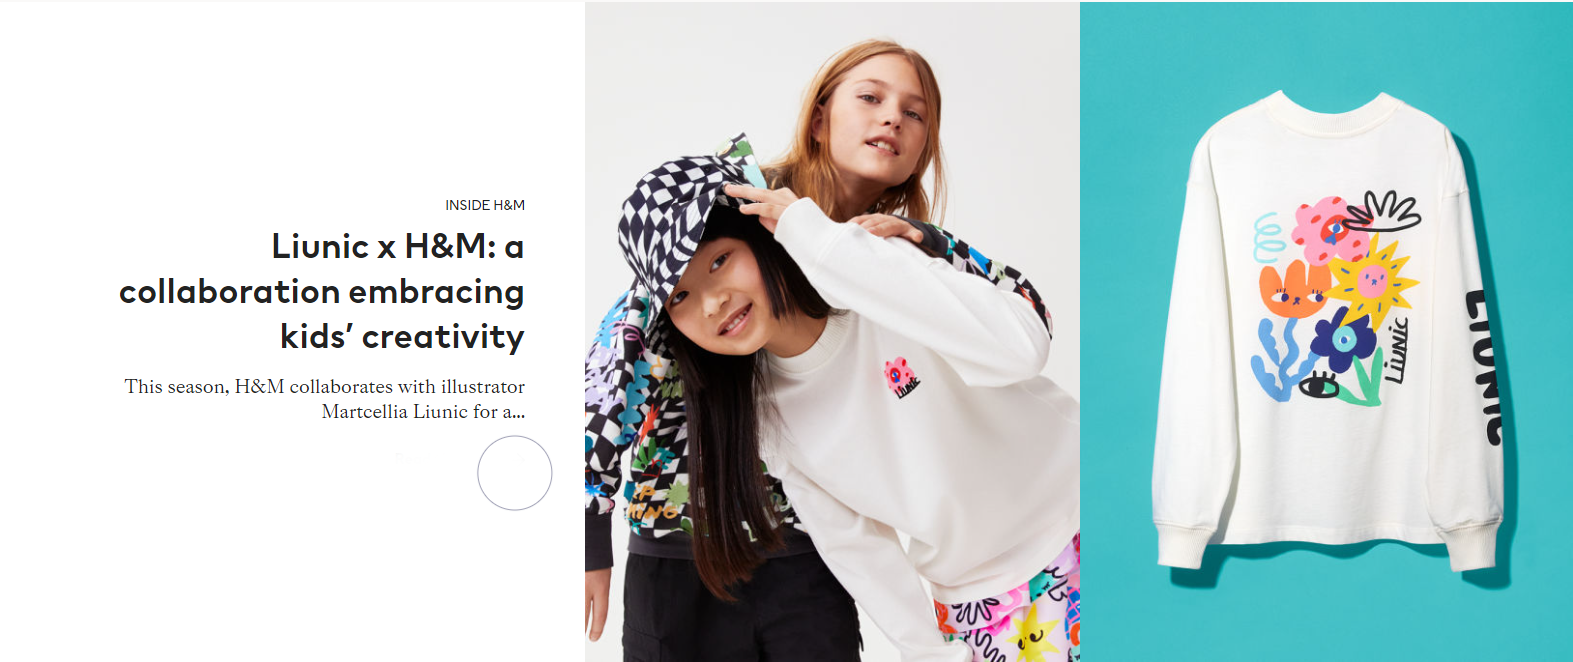 INSIDE H&M
Liunic x H&M: a
collaboration embracing
kids’ creativity
This season, H&M collaborates with illustrator
Martcellia Liunic for a...
Liunic
Liunic
LIUNIC